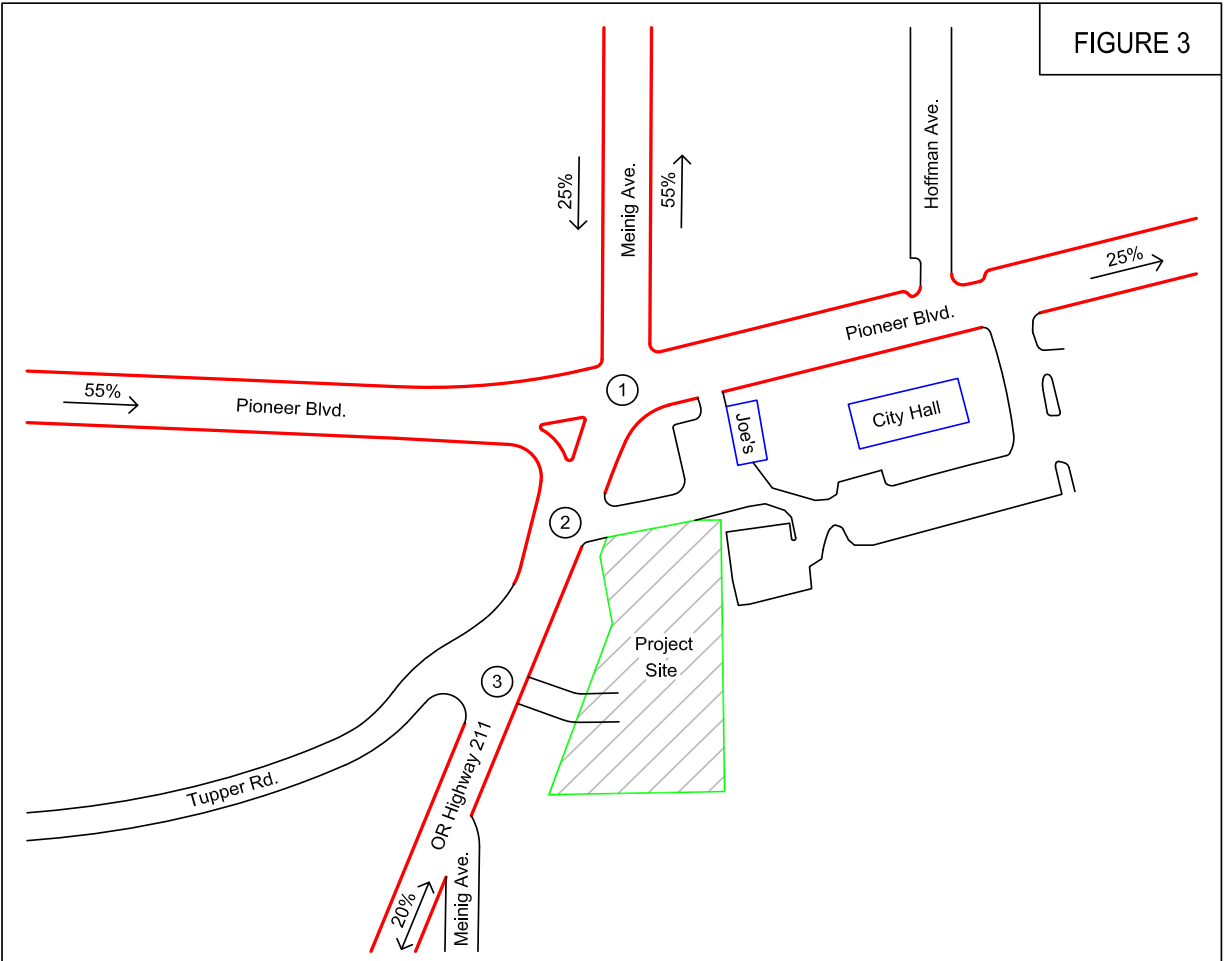 FIGURE 3
Hoffman Ave.
25%
Meinig Ave.
55%
25%
Pioneer Blvd.
55%
Pioneer Blvd.
1
Joe's
City Hall
2
Project
Site
3
OR Highway 211
Tupper Rd.
20%
Meinig Ave.